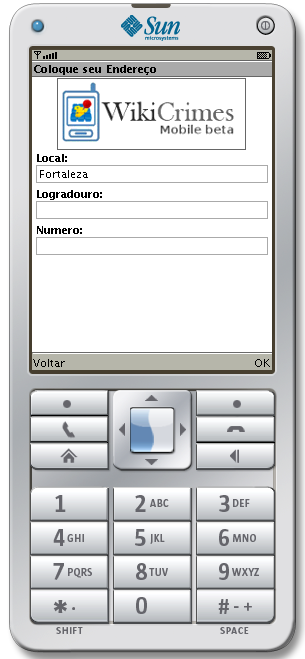 Sun
microsystems
Coloque seu Endereço
WikiCrimes
Mobile beta
Local:
Fortaleza
Logradouro:
Numero:
Voltar OK
1 2 ABC 3 DEF
4 GHI 5 JKL 6 MNO
7 PQRS 8 TUV 9 WXYZ
* . 0 # - +
SHIFT SPACE